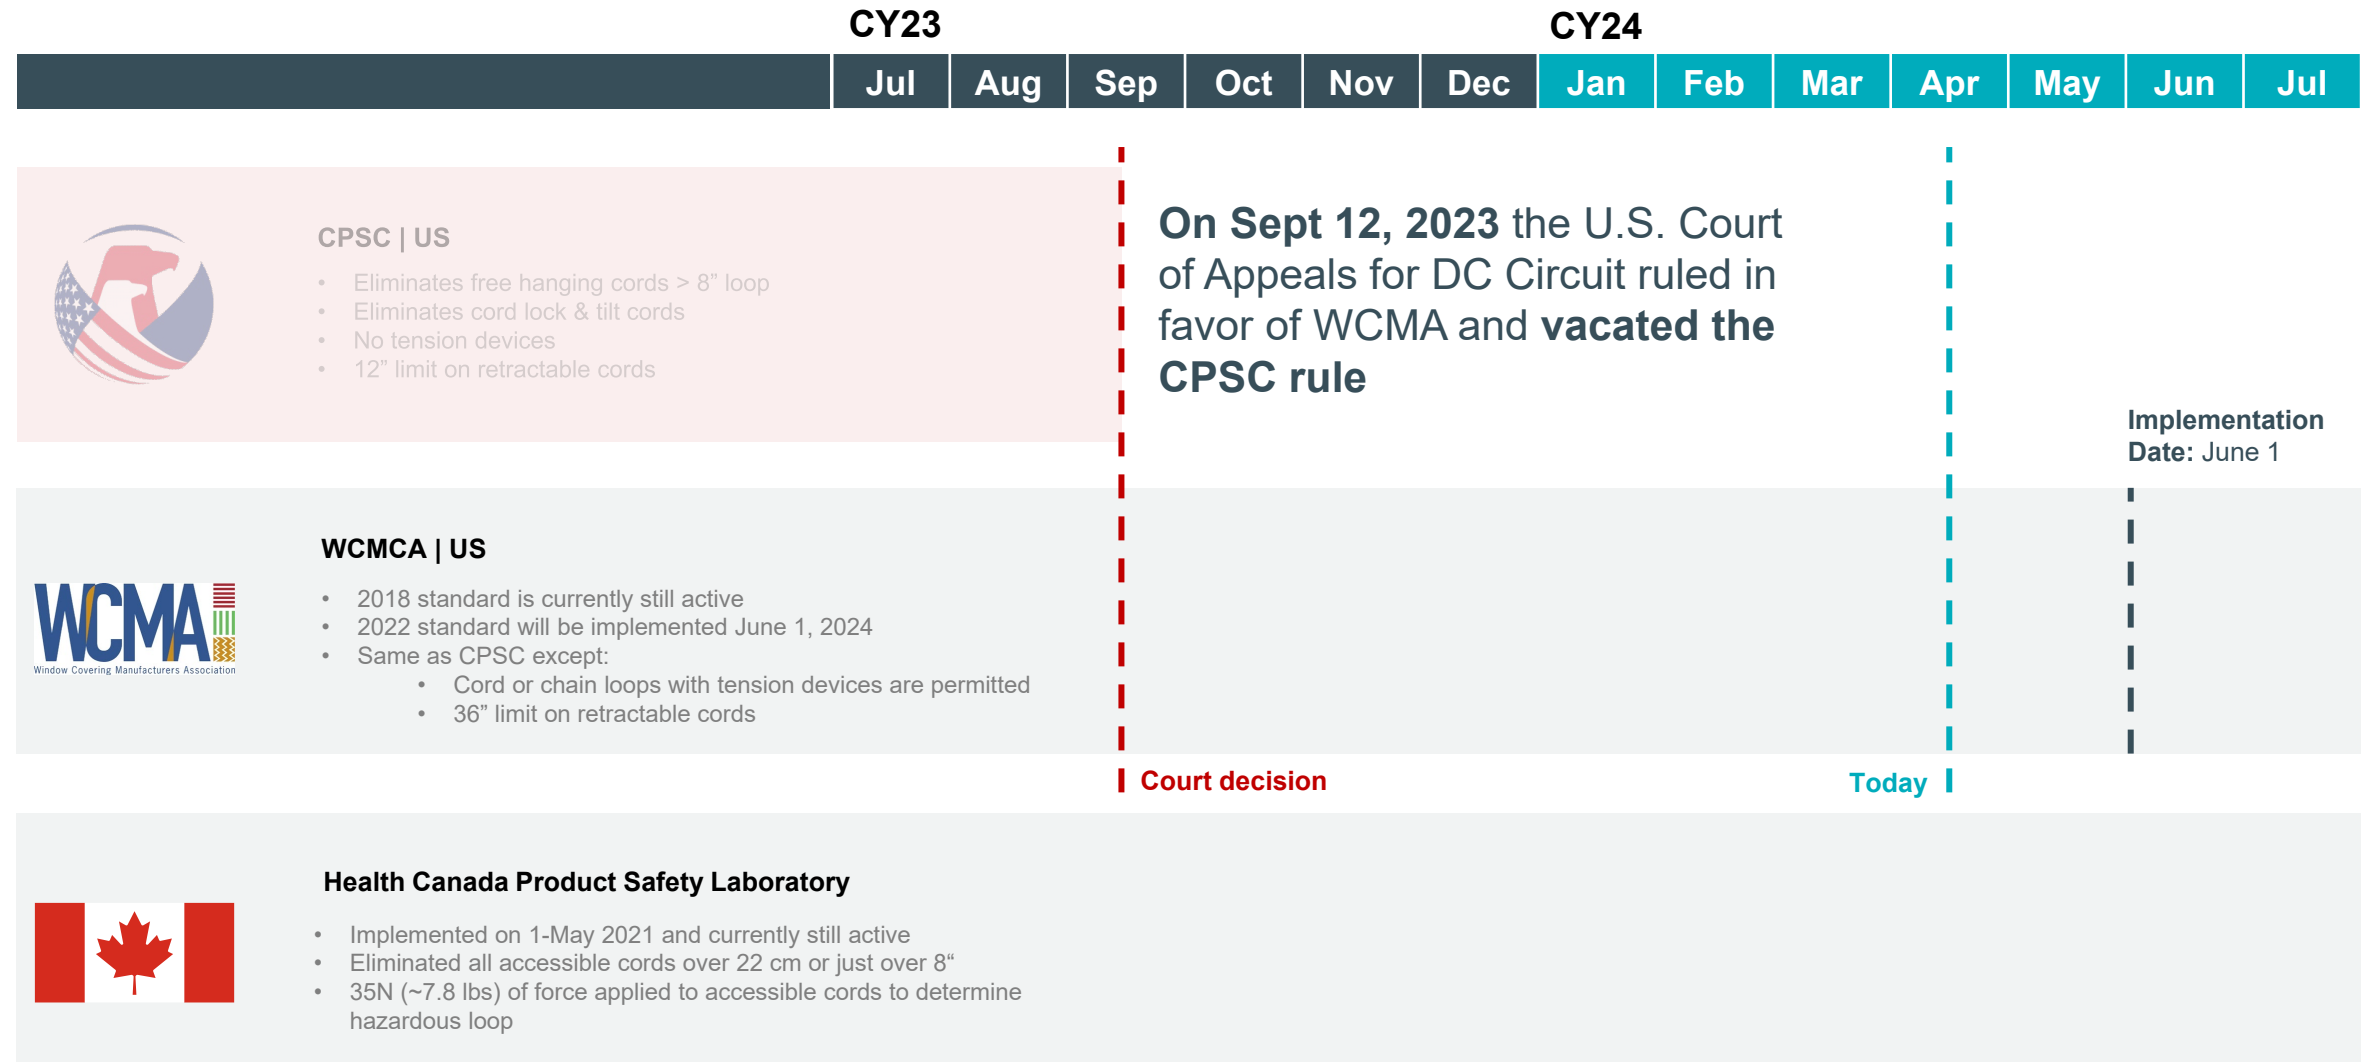 CY23
CY24
Jul
Aug
Sep
Oct
Nov
Dec
Jan
Feb
Mar
Apr
May
Jun
Jul
CPSC | US
• Eliminates free hanging cords > 8” loop
• Eliminates cord lock & tilt cords
• No tension devices
• 12” limit on retractable cords
On Sept 12, 2023 the U.S. Court
of Appeals for DC Circuit ruled in
favor of WCMA and vacated the
CPSC rule
Implementation
Date: June 1
WCMA
Window Covering Manufacturers Association
WCMCA | US
• 2018 standard is currently still active
• 2022 standard will be implemented June 1, 2024
• Same as CPSC except:
• Cord or chain loops with tension devices are permitted
• 36” limit on retractable cords
Court decision
Today
Health Canada Product Safety Laboratory
• Implemented on 1-May 2021 and currently still active
• Eliminated all accessible cords over 22 cm or just over 8“
• 35N (~7.8 lbs) of force applied to accessible cords to determine
hazardous loop